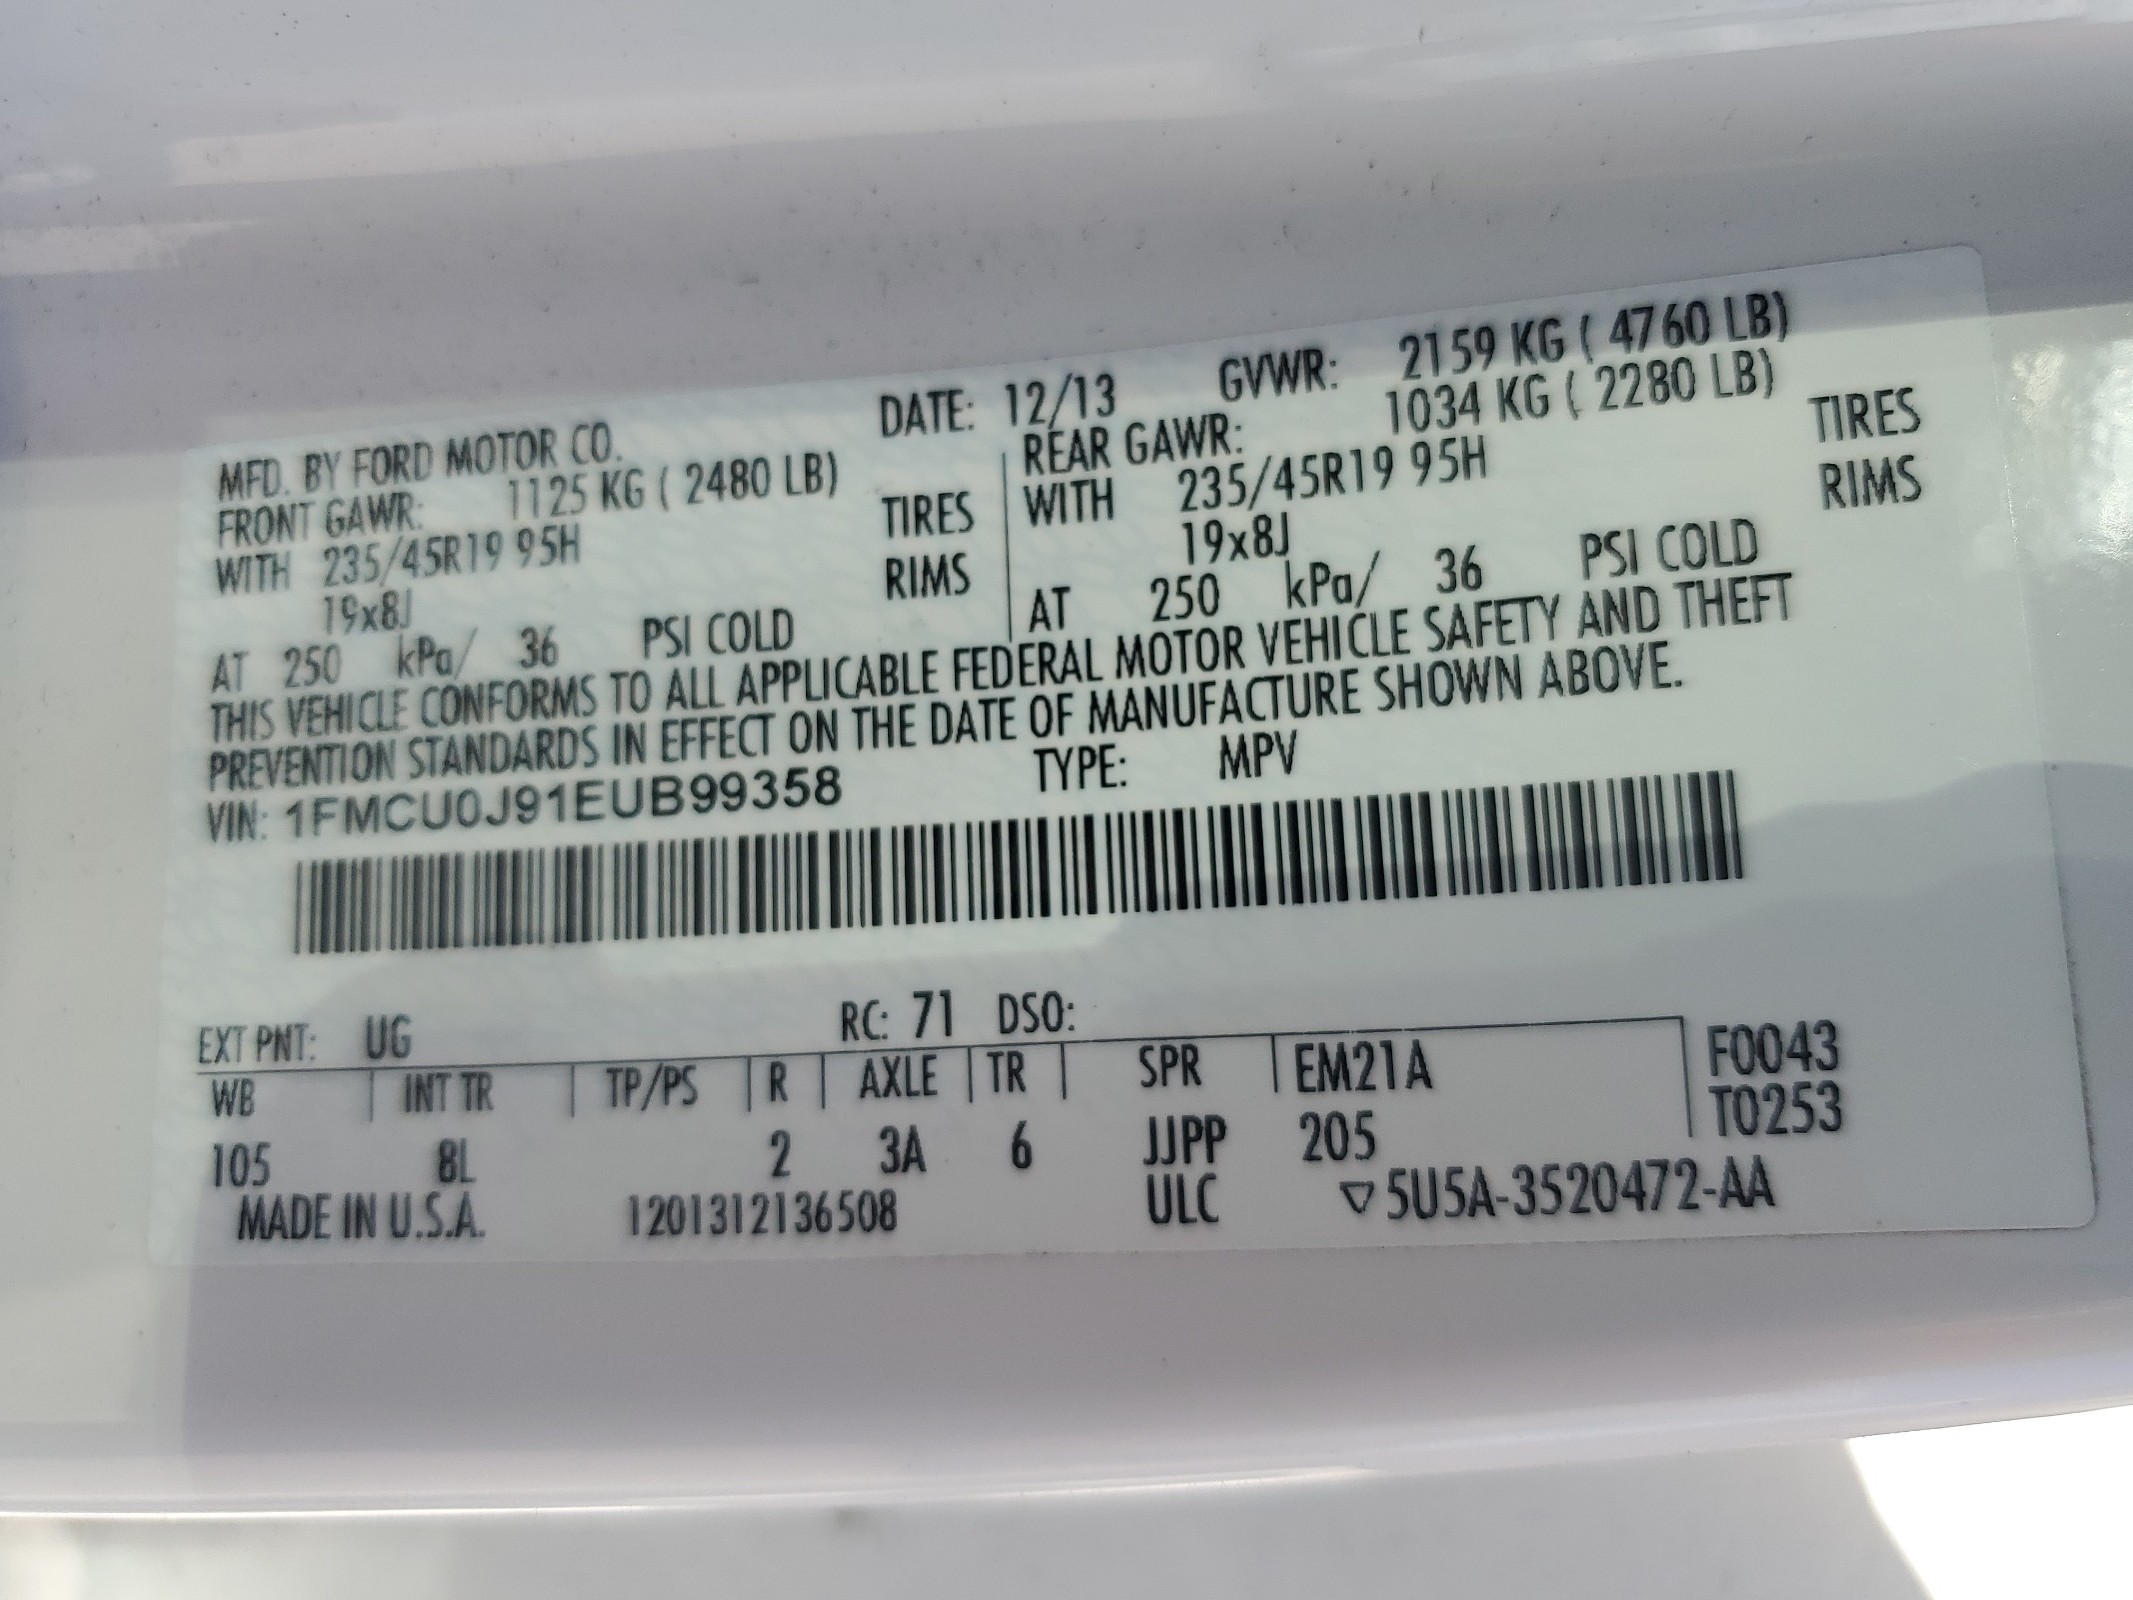 MFD. BY FORD MOTOR CO. DATE: 12/13 GVWR: 2159 KG ( 4760 LB)
FRONT GAWR: 1125 KG ( 2480 LB) REAR GAWR: 1034 KG ( 2280 LB)
WITH 235/45R19 95H TIRES WITH 235/45R19 95H TIRES
19x8J RIMS 19x8J RIMS
AT 250 kPa/ 36 PSI COLD AT 250 kPa/ 36 PSI COLD
THIS VEHICLE CONFORMS TO ALL APPLICABLE FEDERAL MOTOR VEHICLE SAFETY AND THEFT
PREVENTION STANDARDS IN EFFECT ON THE DATE OF MANUFACTURE SHOWN ABOVE.
VIN: 1FMCU0J91EUB99358 TYPE: MPV
EXT PNT: UG RC: 71 DSO:
WB INT TR TP/PS R AXLE TR SPR EM21A F0043
105 8L 2 3A 6 JJPP 205 T0253
MADE IN U.S.A. 1201312136508 ULC ▽5U5A-3520472-AA